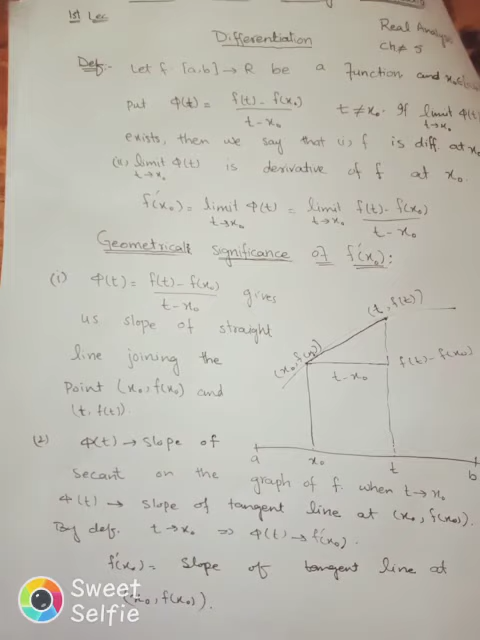 1st Lec
Real Analysis
Ch# 5
Differentiation
Def:- Let f: [a,b] → R be a function and x₀∈
put φ(t) = f(t) - f(x₀) / t - x₀ t ≠ x₀. If limit t→x₀ φ(t)
exists, then we say that (i) f is diff. at x₀
(ii) limit t→x₀ φ(t) is derivative of f at x₀
f'(x₀) = limit t→x₀ φ(t) = limit t→x₀ f(t) - f(x₀) / t - x₀
Geometrical significance of f'(x₀):
(1) φ(t) = f(t) - f(x₀) / t - x₀ gives
us slope of straight
line joining the
point (x₀, f(x₀)) and
(t, f(t)).
(t, f(t))
f(t) - f(x₀)
t - x₀
a x₀ t b
(2) φ(t) → slope of
secant on the graph of f. when t → x₀
φ(t) → slope of tangent line at (x₀, f(x₀)).
By def. t → x₀ ⇒ φ(t) → f'(x₀).
f'(x₀) = slope of tangent line at
(x₀, f(x₀)).
Sweet
Selfie